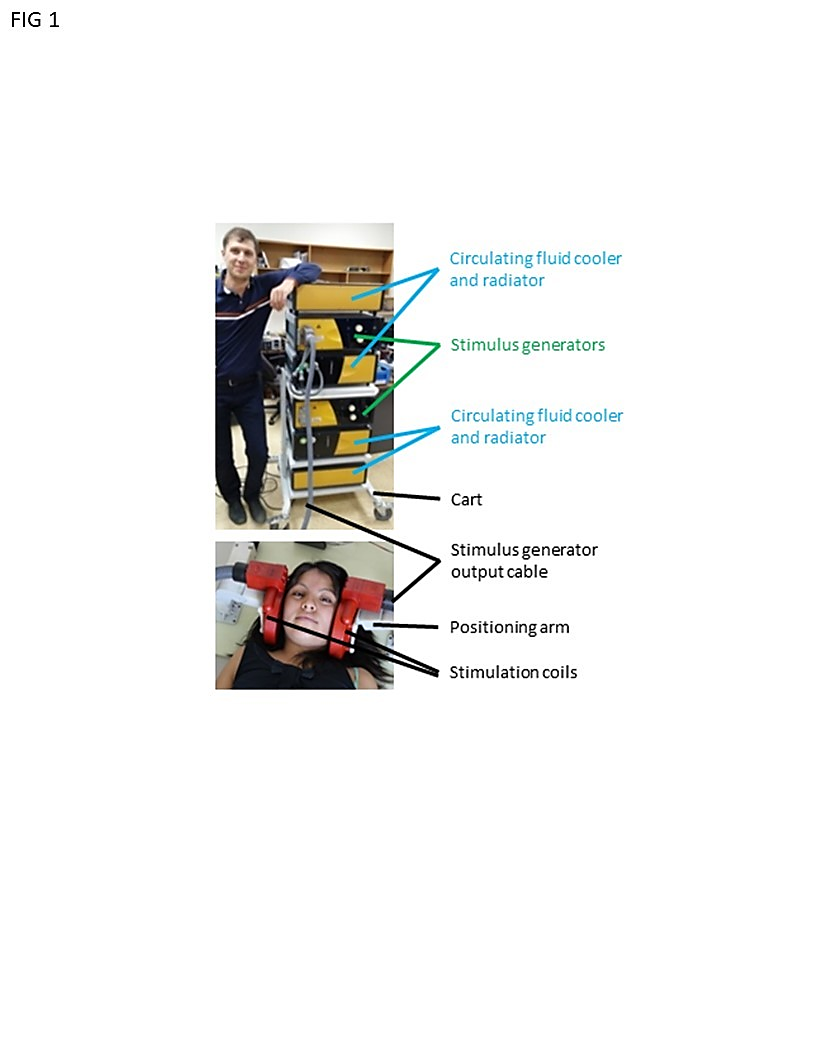 FIG 1
Circulating fluid cooler
and radiator
Stimulus generators
Circulating fluid cooler
and radiator
Cart
Stimulus generator
output cable
Positioning arm
Stimulation coils